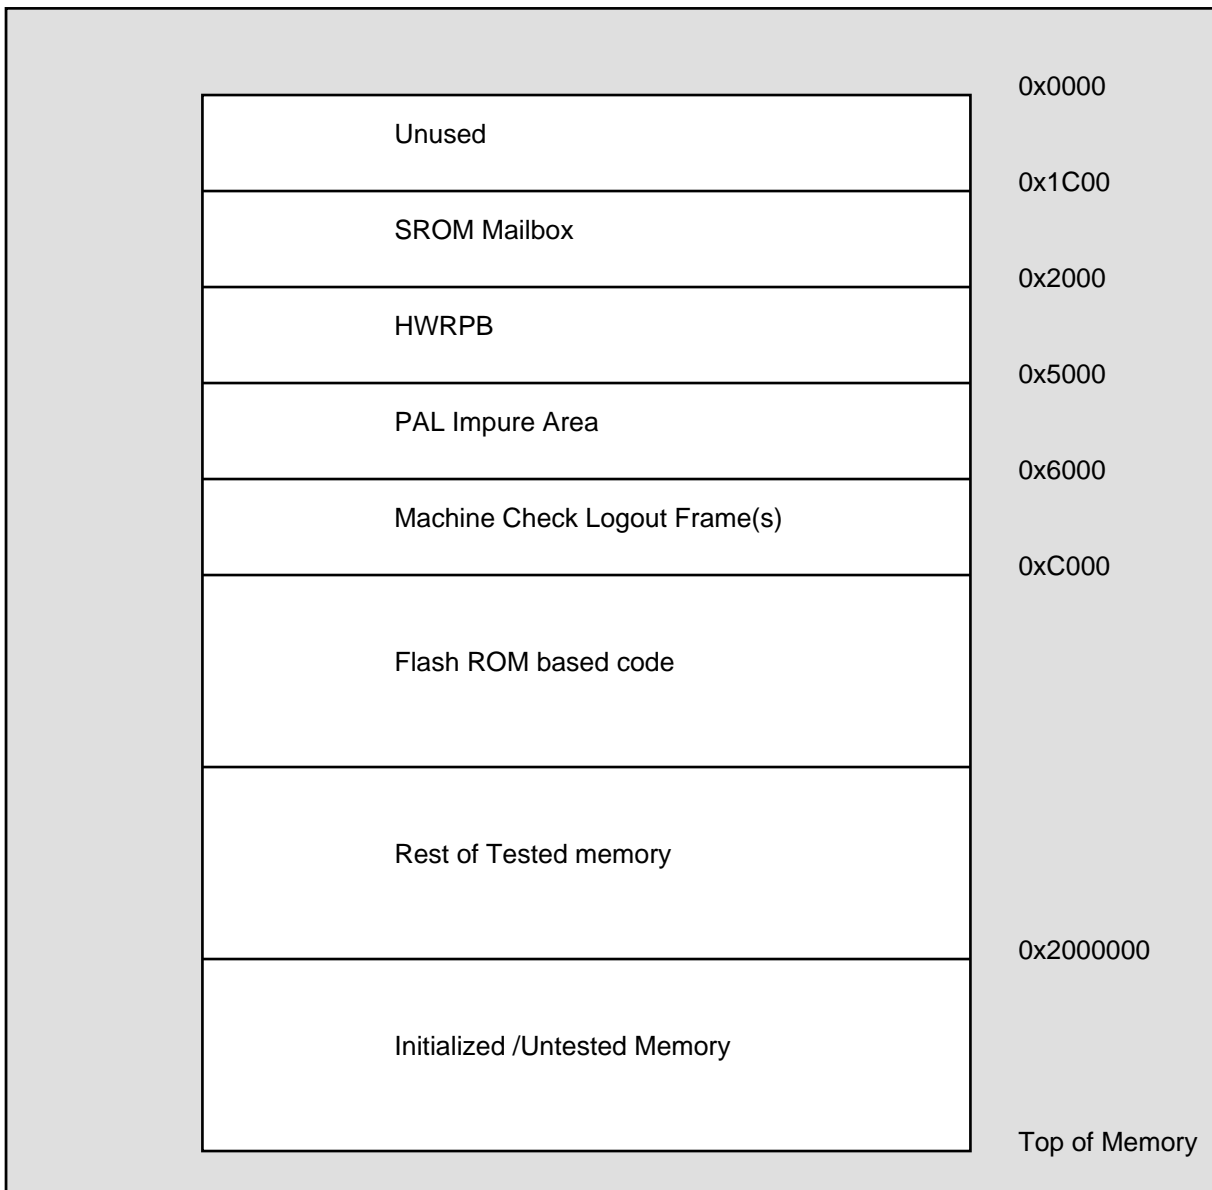 0x0000
Unused
0x1C00
SROM Mailbox
0x2000
HWRPB
0x5000
PAL Impure Area
0x6000
Machine Check Logout Frame(s)
0xC000
Flash ROM based code
Rest of Tested memory
0x2000000
Initialized /Untested Memory
Top of Memory